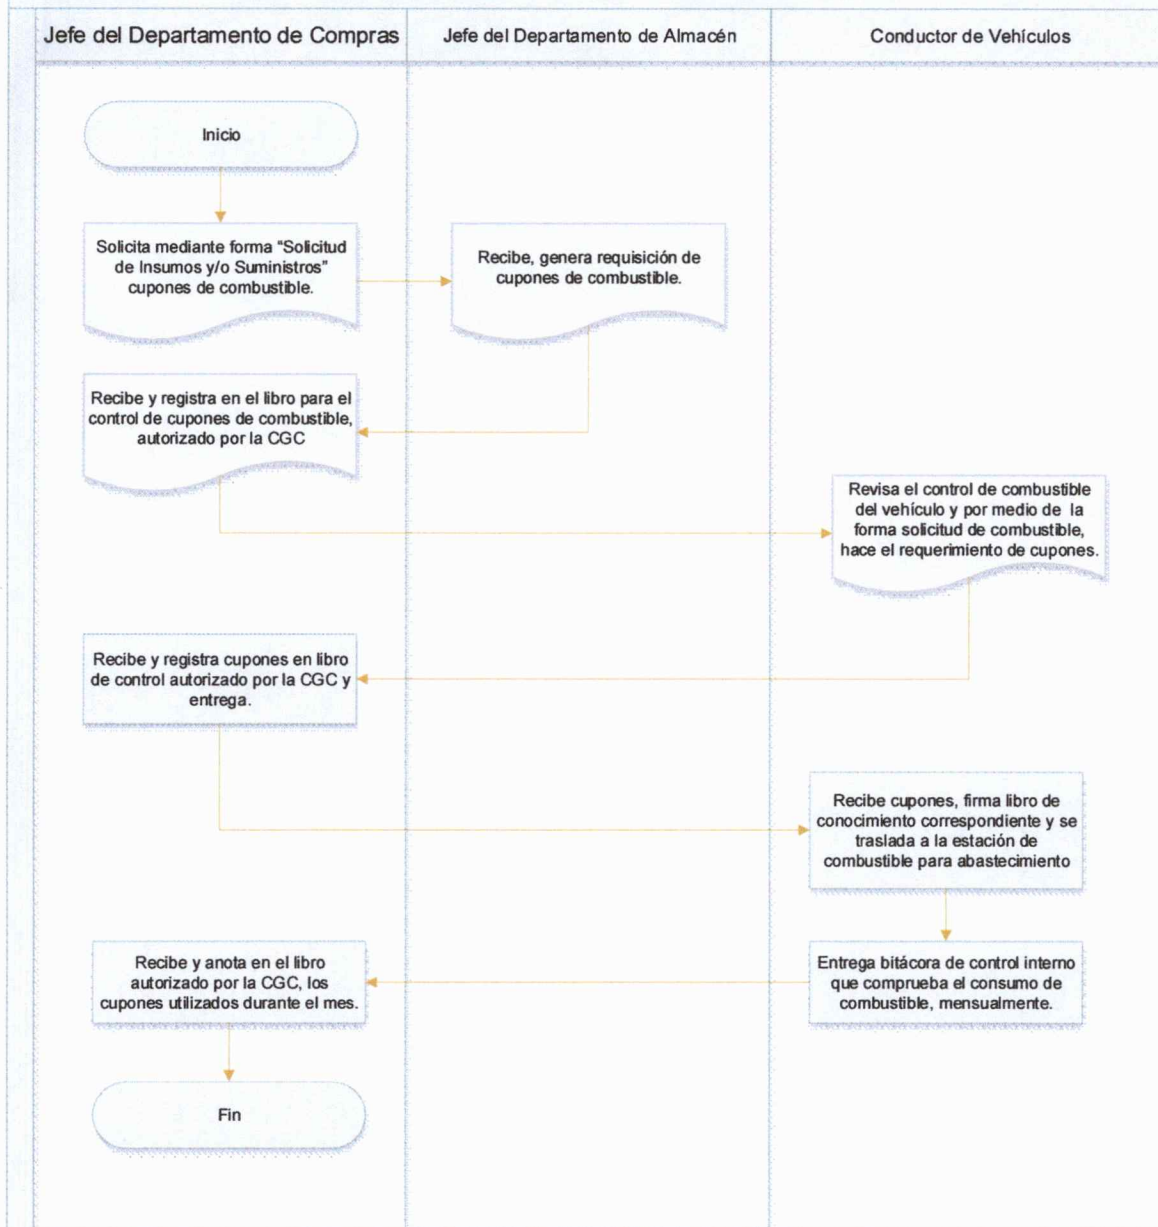 Jefe del Departamento de Compras
Jefe del Departamento de Almacén
Conductor de Vehículos
Inicio
Solicita mediante forma “Solicitud
de Insumos y/o Suministros”
cupones de combustible.
Recibe, genera requisición de
cupones de combustible.
Recibe y registra en el libro para el
control de cupones de combustible,
autorizado por la CGC
Revisa el control de combustible
del vehículo y por medio de la
forma solicitud de combustible,
hace el requerimiento de cupones.
Recibe y registra cupones en libro
de control autorizado por la CGC y
entrega.
Recibe cupones, firma libro de
conocimiento correspondiente y se
traslada a la estación de
combustible para abastecimiento
Entrega bitácora de control interno
que comprueba el consumo de
combustible, mensualmente.
Recibe y anota en el libro
autorizado por la CGC, los
cupones utilizados durante el mes.
Fin